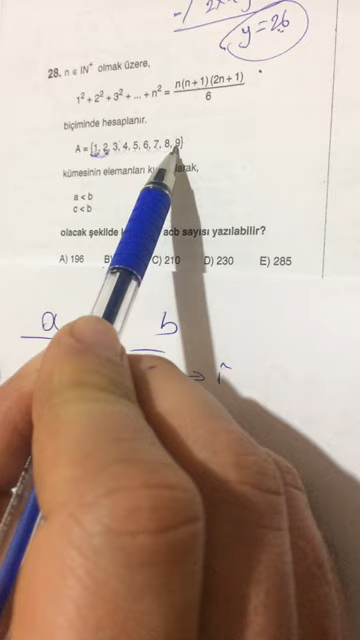 y = 26
28. n ∈ IN⁺ olmak üzere,
1² + 2² + 3² + ... + n² = n(n+1)(2n+1) / 6
biçiminde hesaplanır.
A = {1, 2, 3, 4, 5, 6, 7, 8, 9}
kümesinin elemanları
a < b
c < b
olacak şekilde acb sayısı yazılabilir?
A) 196 C) 210 D) 230 E) 285
a b